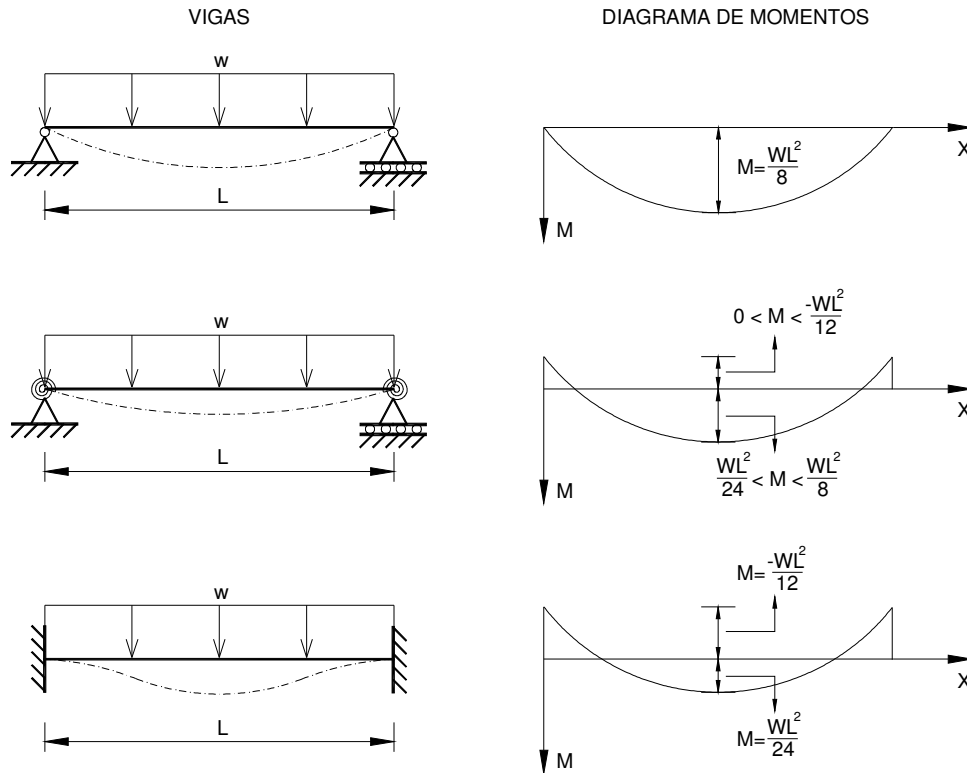 VIGAS
DIAGRAMA DE MOMENTOS
w
L
M=WL²/8
X
M
w
L
0 < M < -WL²/12
X
WL²/24 < M < WL²/8
M
w
L
M=-WL²/12
X
M=WL²/24
M